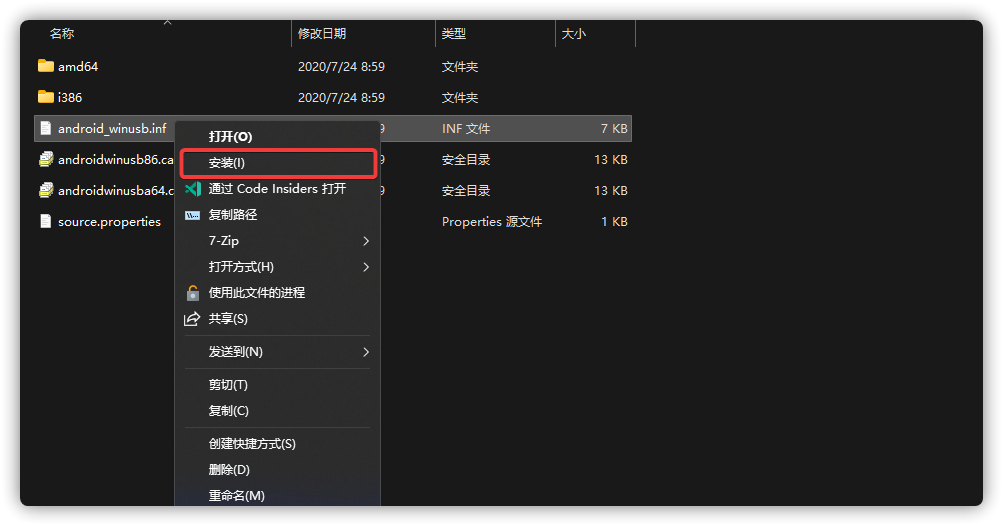 名称 修改日期 类型 大小
amd64 2020/7/24 8:59 文件夹
i386 2020/7/24 8:59 文件夹
android_winusb.inf 9 INF 文件 7 KB
打开(O)
androidwinusb86.ca 9 安全目录 13 KB
安装(I)
通过 Code Insiders 打开
androidwinusba64.c 9 安全目录 13 KB
复制路径
source.properties Properties 源文件 1 KB
7-Zip
打开方式(H)
使用此文件的进程
共享(S)
发送到(N)
剪切(T)
复制(C)
创建快捷方式(S)
删除(D)
重命名(M)